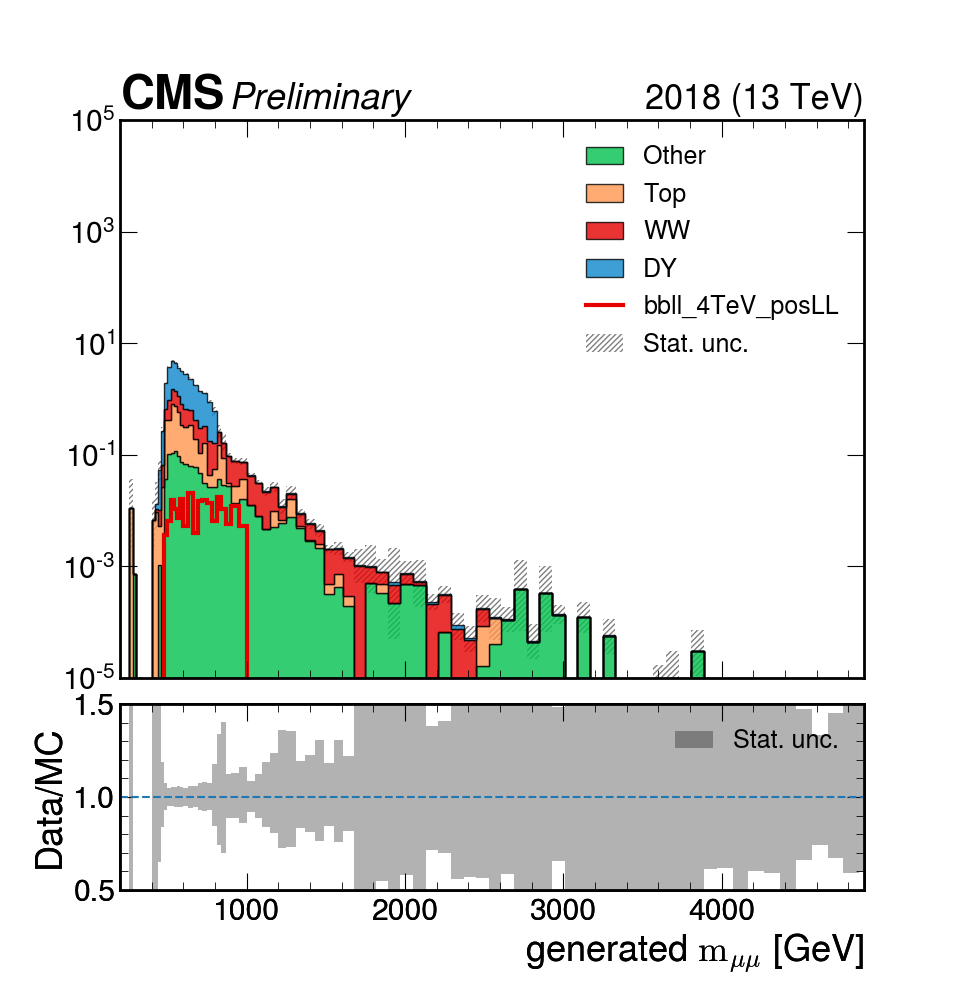 CMS Preliminary 2018 (13 TeV)
10^5
10^3
10^1
10^-1
10^-3
10^-5
Other
Top
WW
DY
bbll_4TeV_posLL
Stat. unc.
1.5
1.0
0.5
Data/MC
Stat. unc.
1000 2000 3000 4000
generated m_μμ [GeV]